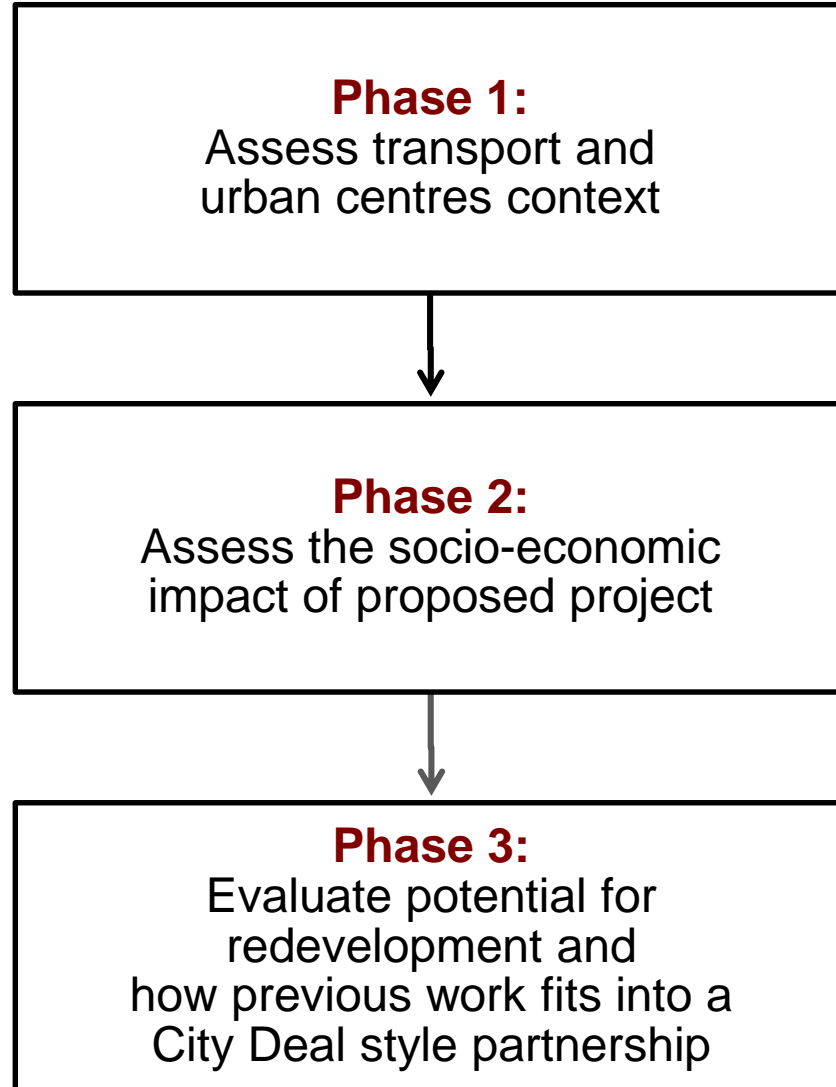 Phase 1:
Assess transport and
urban centres context
Phase 2:
Assess the socio-economic
impact of proposed project
Phase 3:
Evaluate potential for
redevelopment and
how previous work fits into a
City Deal style partnership